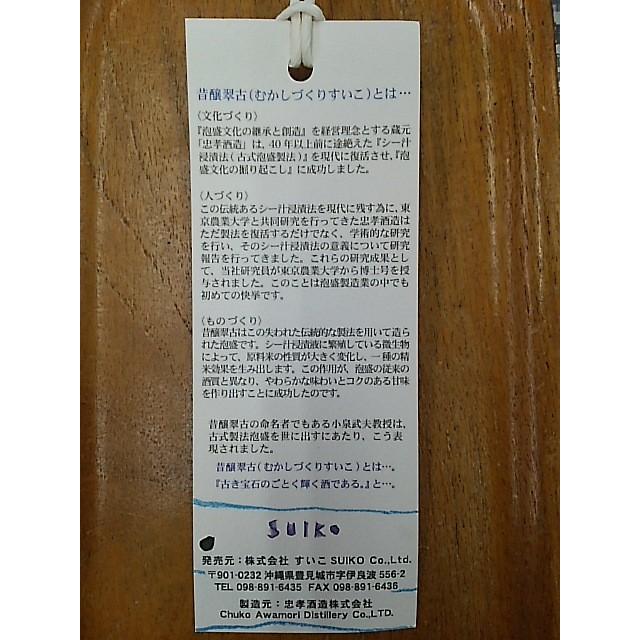 昔醸翠古(むかしづくりすいこ)とは…
〈文化づくり〉
『泡盛文化の継承と創造』を経営理念とする蔵元
「忠孝酒造」は、40年以上前に途絶えた『シー汁
浸漬法(古式泡盛製法)』を現代に復活させ、『泡
盛文化の掘り起こし』に成功しました。
〈人づくり〉
この伝統あるシー汁浸漬法を現代に残す為に、東
京農業大学と共同研究を行ってきた忠孝酒造は
ただ製法を復活するだけでなく、学術的な研究
を行い、そのシー汁浸漬法の意義について研究
報告を行ってきました。これらの研究成果とし
て、当社研究員が東京農業大学から博士号を授
与されました。このことは泡盛製造業の中でも
初めての快挙です。
〈ものづくり〉
昔醸翠古はこの失われた伝統的な製法を用いて造ら
れた泡盛です。シー汁浸漬液に繁殖している微生物
によって、原料米の性質が大きく変化し、一種の精
米効果を生み出します。この作用が、泡盛の従来の
酒質と異なり、やわらかな味わいとコクのある甘味
を作り出すことに成功したのです。
昔醸翠古の命名者でもある小泉武夫教授は、
古式製法泡盛を世に出すにあたり、こう表
現されました。
昔醸翠古(むかしづくりすいこ)とは…。
『古き宝石のごとく輝く酒である。』と…。
SUIKO
発売元：株式会社 すいこ SUIKO Co.,Ltd.
〒901-0232 沖縄県豊見城市字伊良波 556-2
TEL 098-891-6435 FAX 098-891-6436
製造元：忠孝酒造株式会社
Chuko Awamori Distillery Co.,LTD.